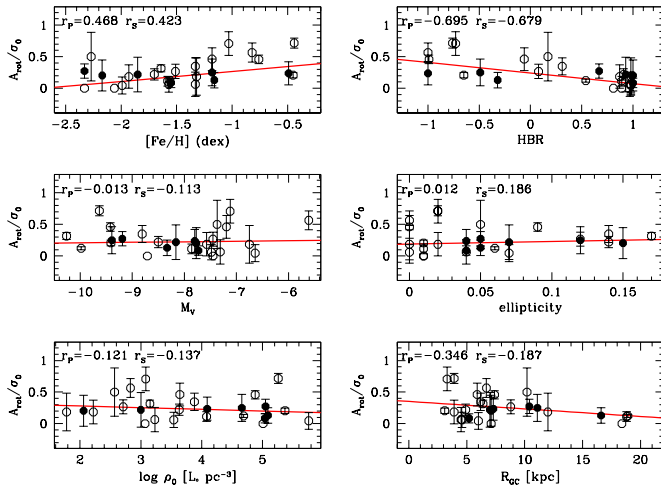 r_P=0.468 r_S=0.423
A_rot/σ_0
1
0.5
0
-2.5 -2 -1.5 -1 -0.5
[Fe/H] (dex)
r_P=-0.695 r_S=-0.679
A_rot/σ_0
1
0.5
0
-1 -0.5 0 0.5 1
HBR
r_P=-0.013 r_S=-0.113
A_rot/σ_0
1
0.5
0
-10 -9 -8 -7 -6
M_V
r_P=0.012 r_S=0.186
A_rot/σ_0
1
0.5
0
0 0.05 0.1 0.15
ellipticity
r_P=-0.121 r_S=-0.137
A_rot/σ_0
1
0.5
0
2 3 4 5
log ρ_0 [L_* pc^-3]
r_P=-0.346 r_S=-0.187
A_rot/σ_0
1
0.5
0
0 5 10 15 20
R_GC [kpc]